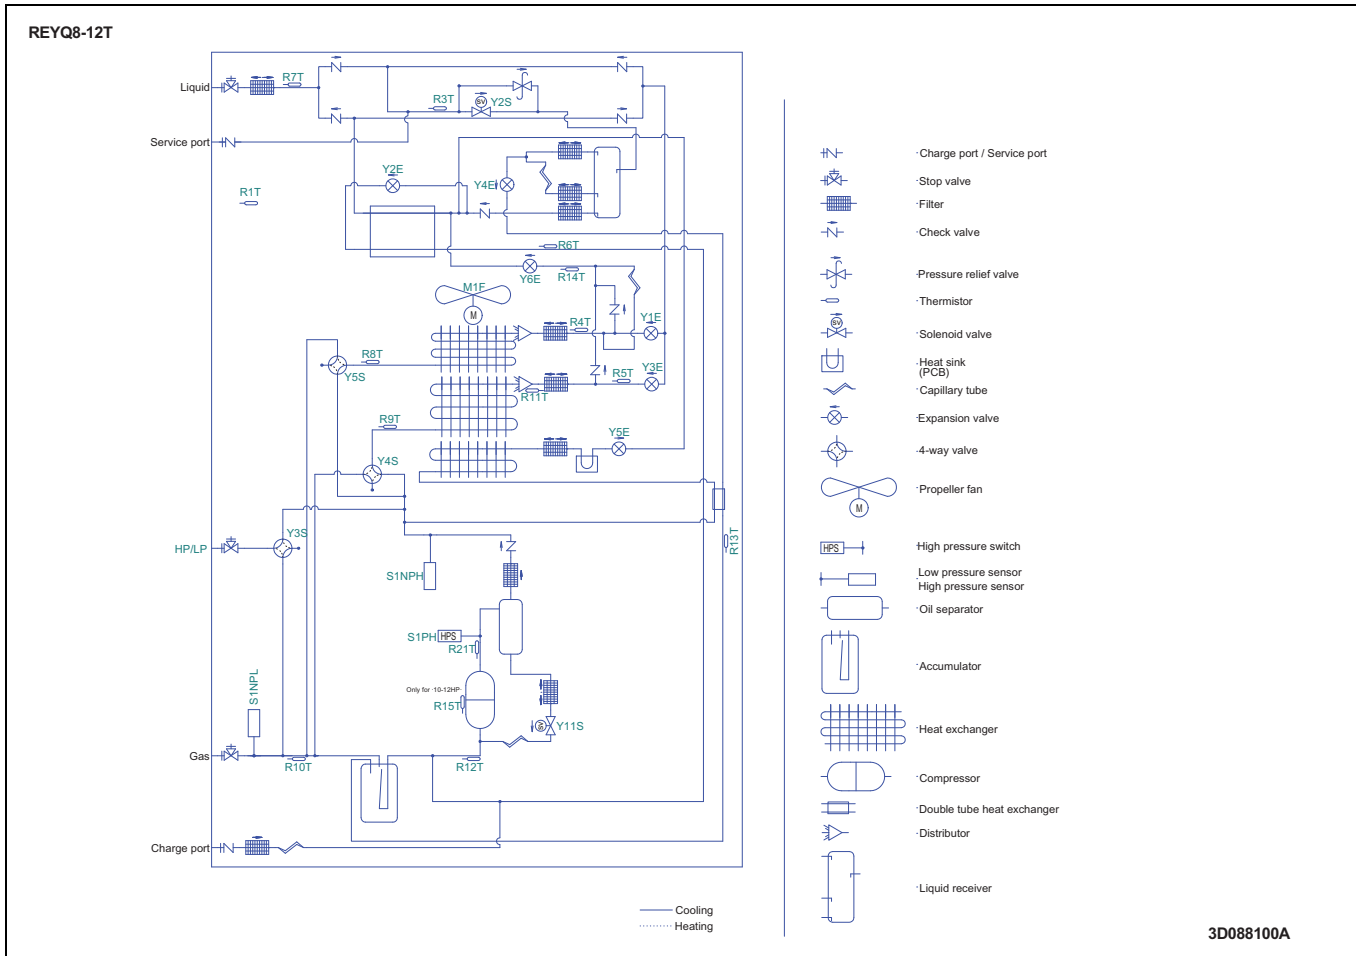 REYQ8-12T
Liquid
R7T
R3T
SV
Y2S
Service port
Y2E
Y4E
R1T
R6T
Y6E
R14T
M1F
M
R4T
Y1E
R8T
Y5S
R5T
Y3E
R11T
R9T
Y5E
Y4S
HP/LP
Y3S
R13T
S1NPH
S1PH
HPS
R21T
S1NPL
Only for ·10-12HP·
R15T
SV
Y11S
Gas
R10T
R12T
Charge port
Cooling
Heating
·Charge port / Service port
·Stop valve
·Filter
·Check valve
·Pressure relief valve
·Thermistor
SV
·Solenoid valve
·Heat sink
(PCB)
·Capillary tube
·Expansion valve
·4-way valve
·Propeller fan
M
HPS
·High pressure switch
·Low pressure sensor
High pressure sensor
·Oil separator
·Accumulator
·Heat exchanger
·Compressor
·Double tube heat exchanger
·Distributor
·Liquid receiver
3D088100A